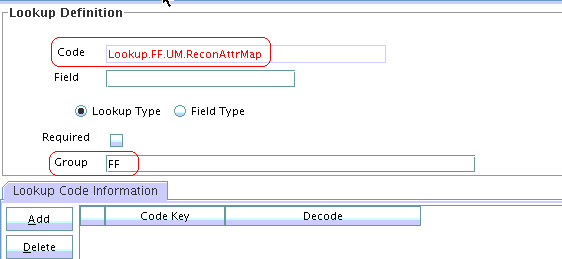 Lookup Definition
Code Lookup.FF.UM.ReconAttrMap
Field
Lookup Type Field Type
Required
Group FF
Lookup Code Information
Add Code Key Decode
Delete